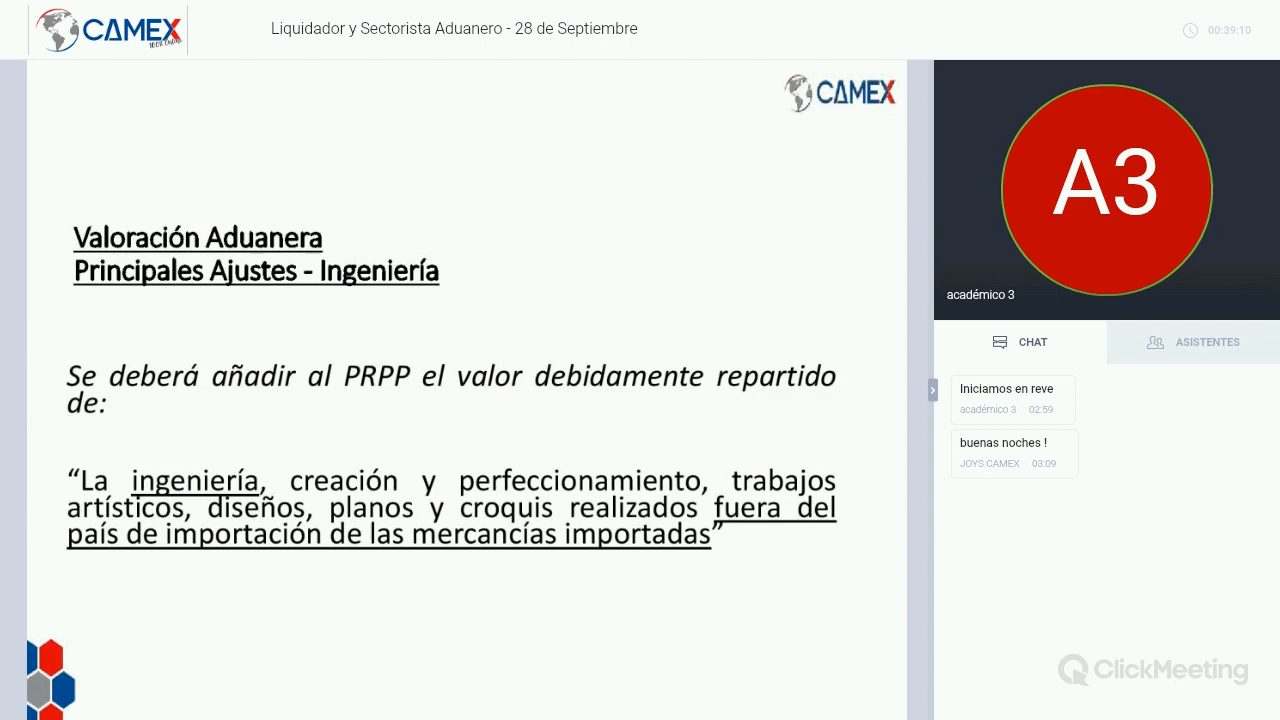 CAMEX
100% Online
Liquidador y Sectorista Aduanero - 28 de Septiembre
00:39:10
CAMEX
Valoración Aduanera
Principales Ajustes - Ingeniería
Se deberá añadir al PRPP el valor debidamente repartido
de:
“La ingeniería, creación y perfeccionamiento, trabajos
artísticos, diseños, planos y croquis realizados fuera del
país de importación de las mercancías importadas”
A3
académico 3
CHAT
ASISTENTES
Iniciamos en reve
académico 3 02:59
buenas noches !
JOYS CAMEX 03:09
ClickMeeting